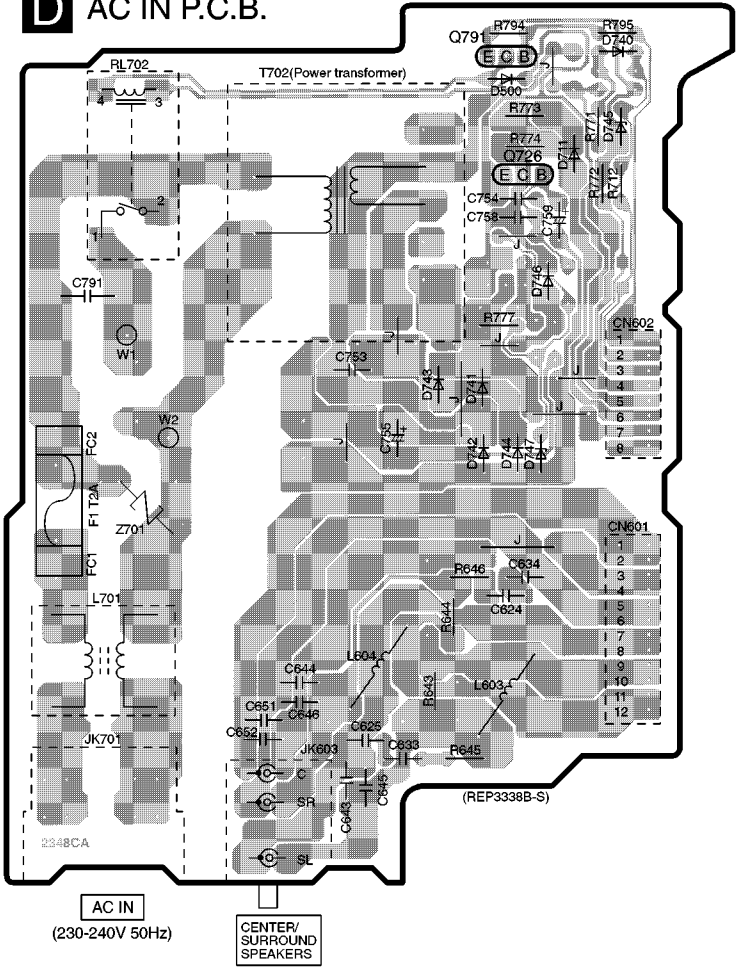 D AC IN P.C.B.
R794
R795
Q791
D740
E C B
RL702
T702(Power transformer)
D500
4
3
J
R773
R771
D745
R774
D711
Q726
E C B
R772
R712
C754
C758
C759
2
1
J
D746
C791
R777
J
CN602
W1
J
C753
1
2
3
4
5
6
7
8
D743
D741
J
J
J
W2
C755
+
J
D742
D744
D747
FC2
F1 T2A
FC1
Z701
CN601
J
1
2
3
4
5
6
7
8
9
10
11
12
R646
C634
C624
L701
R644
L604
C644
L603
R643
C646
C651
C652
C625
JK701
JK603
C633
R645
C
SR
C643
C645
(REP3338B-S)
2348CA
SL
AC IN
(230-240V 50Hz)
CENTER/
SURROUND
SPEAKERS